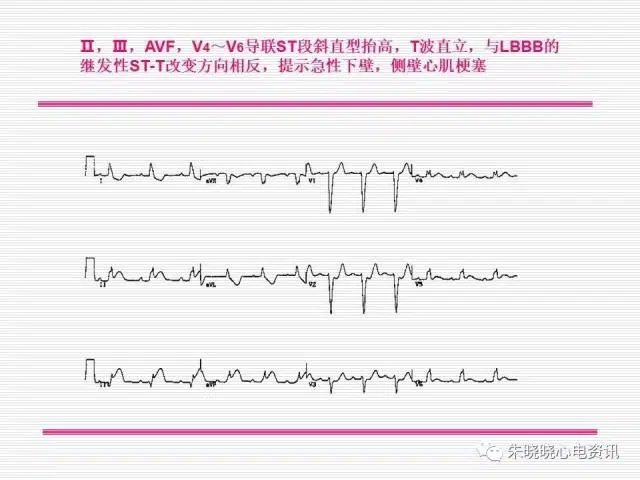 Ⅱ，Ⅲ，AVF，V4～V6导联ST段斜直型抬高，T波直立，与LBBB的
继发性ST-T改变方向相反，提示急性下壁，侧壁心肌梗塞
I aVR V1 V4
II aVL V2 V5
III aVF V3 V6
朱晓晓心电资讯